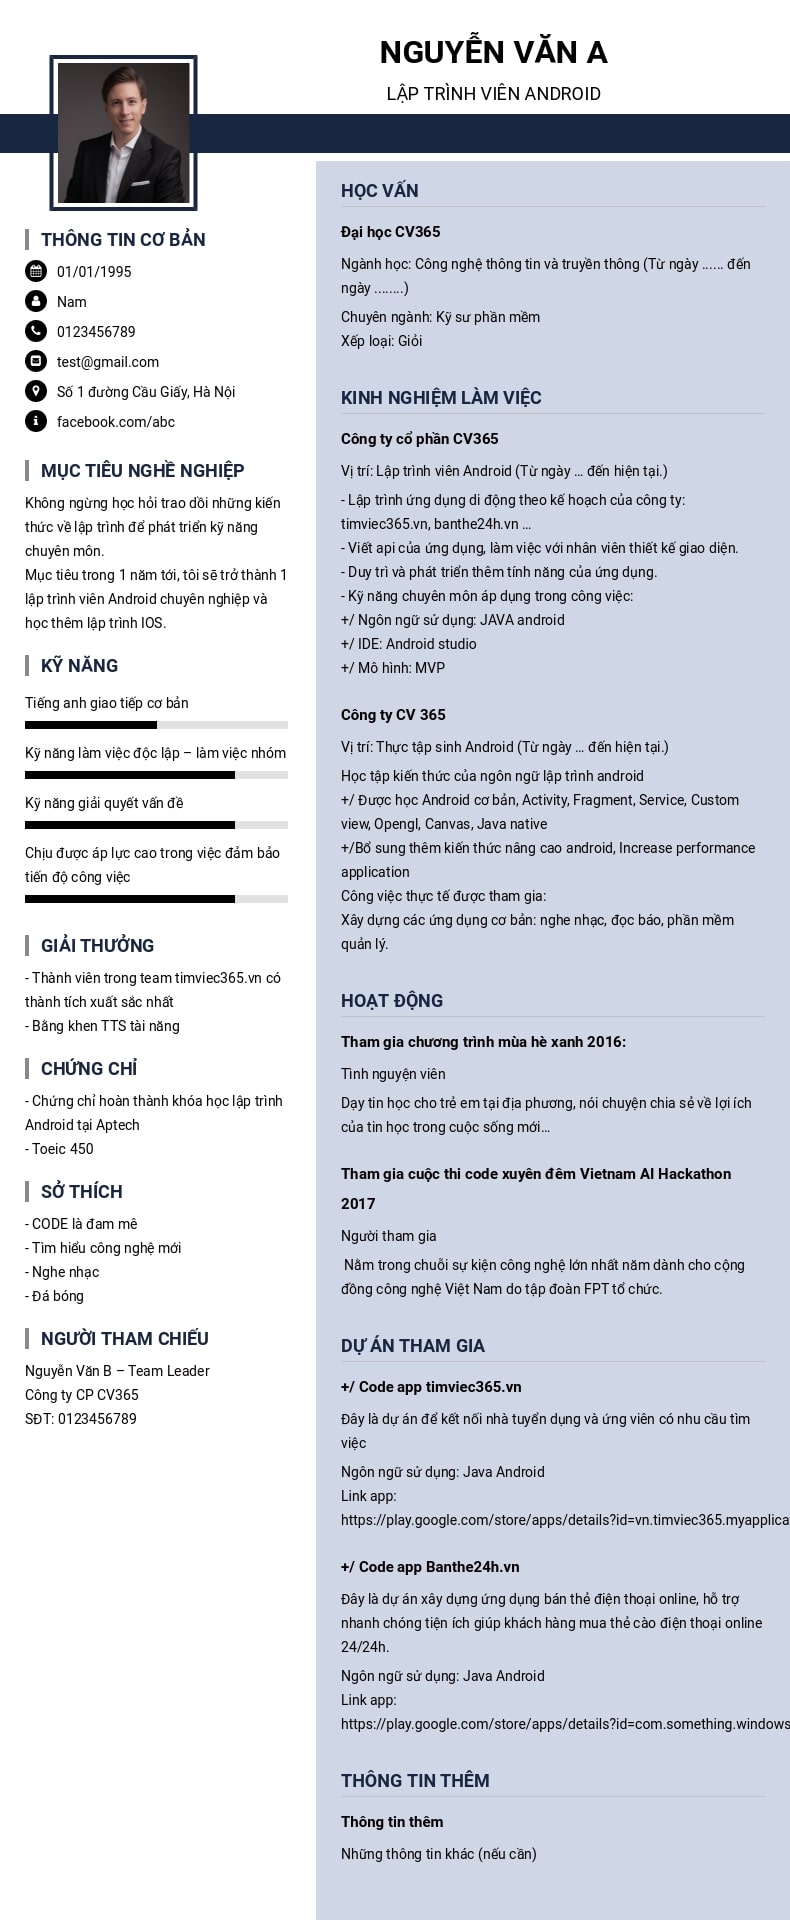 NGUYỄN VĂN A
LẬP TRÌNH VIÊN ANDROID
THÔNG TIN CƠ BẢN
01/01/1995
Nam
0123456789
test@gmail.com
Số 1 đường Cầu Giấy, Hà Nội
facebook.com/abc
MỤC TIÊU NGHỀ NGHIỆP
Không ngừng học hỏi trao dồi những kiến
thức về lập trình để phát triển kỹ năng
chuyên môn.
Mục tiêu trong 1 năm tới, tôi sẽ trở thành 1
lập trình viên Android chuyên nghiệp và
học thêm lập trình IOS.
KỸ NĂNG
Tiếng anh giao tiếp cơ bản
Kỹ năng làm việc độc lập – làm việc nhóm
Kỹ năng giải quyết vấn đề
Chịu được áp lực cao trong việc đảm bảo
tiến độ công việc
GIẢI THƯỞNG
- Thành viên trong team timviec365.vn có
thành tích xuất sắc nhất
- Bằng khen TTS tài năng
CHỨNG CHỈ
- Chứng chỉ hoàn thành khóa học lập trình
Android tại Aptech
- Toeic 450
SỞ THÍCH
- CODE là đam mê
- Tìm hiểu công nghệ mới
- Nghe nhạc
- Đá bóng
NGƯỜI THAM CHIẾU
Nguyễn Văn B – Team Leader
Công ty CP CV365
SĐT: 0123456789
HỌC VẤN
Đại học CV365
Ngành học: Công nghệ thông tin và truyền thông (Từ ngày ...... đến
ngày ........)
Chuyên ngành: Kỹ sư phần mềm
Xếp loại: Giỏi
KINH NGHIỆM LÀM VIỆC
Công ty cổ phần CV365
Vị trí: Lập trình viên Android (Từ ngày ... đến hiện tại.)
- Lập trình ứng dụng di động theo kế hoạch của công ty:
timviec365.vn, banthe24h.vn ...
- Viết api của ứng dụng, làm việc với nhân viên thiết kế giao diện.
- Duy trì và phát triển thêm tính năng của ứng dụng.
- Kỹ năng chuyên môn áp dụng trong công việc:
+/ Ngôn ngữ sử dụng: JAVA android
+/ IDE: Android studio
+/ Mô hình: MVP
Công ty CV 365
Vị trí: Thực tập sinh Android (Từ ngày ... đến hiện tại.)
Học tập kiến thức của ngôn ngữ lập trình android
+/ Được học Android cơ bản, Activity, Fragment, Service, Custom
view, Opengl, Canvas, Java native
+/Bổ sung thêm kiến thức nâng cao android, Increase performance
application
Công việc thực tế được tham gia:
Xây dựng các ứng dụng cơ bản: nghe nhạc, đọc báo, phần mềm
quản lý.
HOẠT ĐỘNG
Tham gia chương trình mùa hè xanh 2016:
Tình nguyện viên
Dạy tin học cho trẻ em tại địa phương, nói chuyện chia sẻ về lợi ích
của tin học trong cuộc sống mới...
Tham gia cuộc thi code xuyên đêm Vietnam AI Hackathon
2017
Người tham gia
Nằm trong chuỗi sự kiện công nghệ lớn nhất năm dành cho cộng
đồng công nghệ Việt Nam do tập đoàn FPT tổ chức.
DỰ ÁN THAM GIA
+/ Code app timviec365.vn
Đây là dự án để kết nối nhà tuyển dụng và ứng viên có nhu cầu tìm
việc
Ngôn ngữ sử dụng: Java Android
Link app:
https://play.google.com/store/apps/details?id=vn.timviec365.myapplica
+/ Code app Banthe24h.vn
Đây là dự án xây dựng ứng dụng bán thẻ điện thoại online, hỗ trợ
nhanh chóng tiện ích giúp khách hàng mua thẻ cào điện thoại online
24/24h.
Ngôn ngữ sử dụng: Java Android
Link app:
https://play.google.com/store/apps/details?id=com.something.windows
THÔNG TIN THÊM
Thông tin thêm
Những thông tin khác (nếu cần)